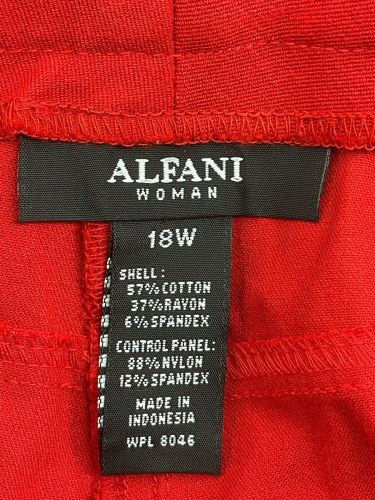 ALFANI
WOMAN
18W
SHELL:
57%COTTON
37%RAYON
6%SPANDEX
CONTROL PANEL:
88%NYLON
12%SPANDEX
MADE IN
INDONESIA
WPL 8046